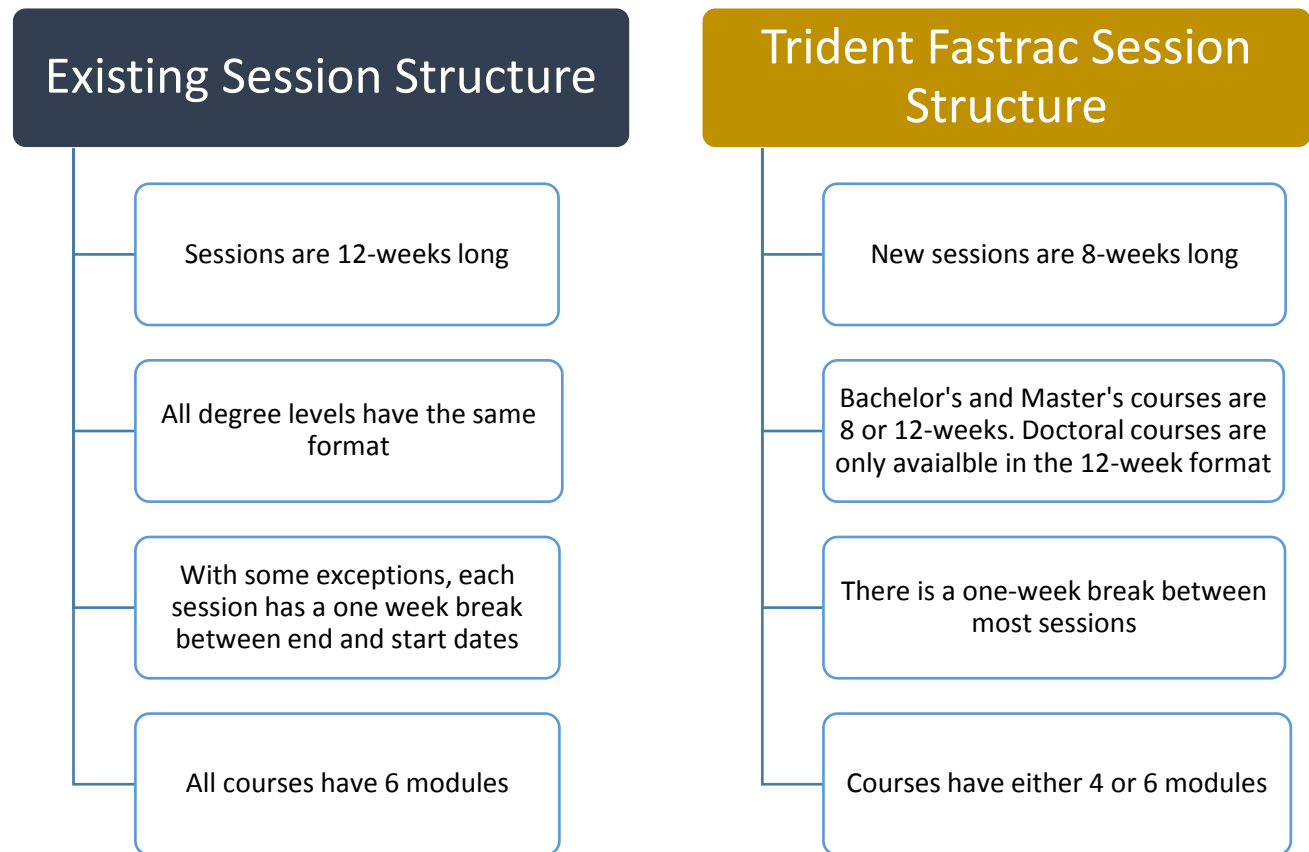 Existing Session Structure
Sessions are 12-weeks long
All degree levels have the same
format
With some exceptions, each
session has a one week break
between end and start dates
All courses have 6 modules
Trident Fastrac Session
Structure
New sessions are 8-weeks long
Bachelor's and Master's courses are
8 or 12-weeks. Doctoral courses are
only avaialble in the 12-week format
There is a one-week break between
most sessions
Courses have either 4 or 6 modules